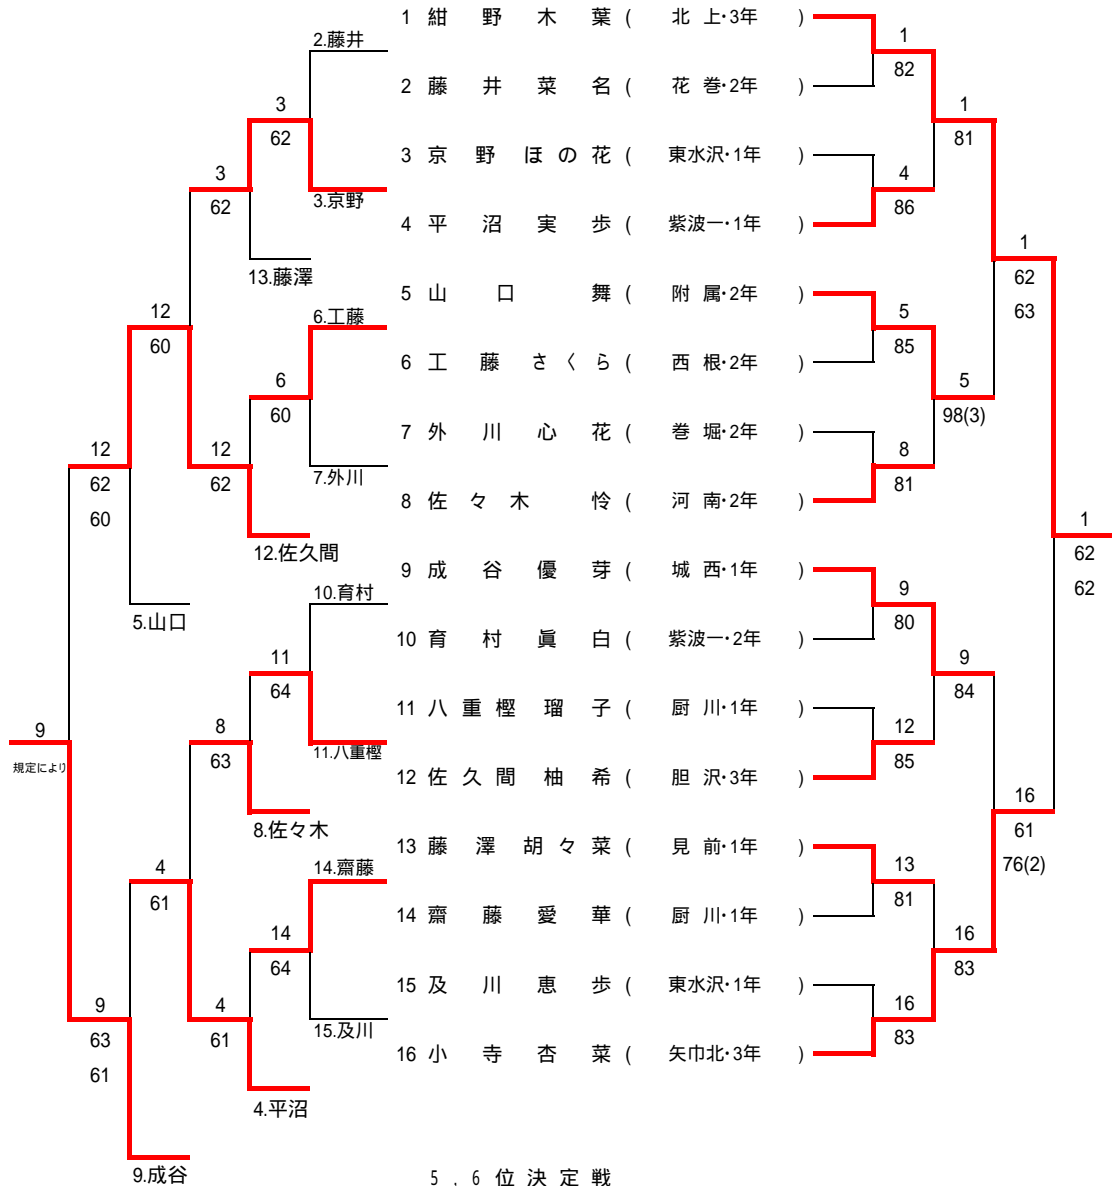 1 紺野木葉 ( 北上・3年 )
2 藤井菜名 ( 花巻・2年 )
3 京野ほの花 ( 東水沢・1年 )
4 平沼実歩 ( 紫波一・1年 )
5 山口舞 ( 附属・2年 )
6 工藤さくら ( 西根・2年 )
7 外川心花 ( 巻堀・2年 )
8 佐々木怜 ( 河南・2年 )
9 成谷優芽 ( 城西・1年 )
10 育村眞白 ( 紫波一・2年 )
11 八重樫瑠子 ( 厨川・1年 )
12 佐久間柚希 ( 胆沢・3年 )
13 藤澤胡々菜 ( 見前・1年 )
14 齋藤愛華 ( 厨川・1年 )
15 及川恵歩 ( 東水沢・1年 )
16 小寺杏菜 ( 矢巾北・3年 )
1
82
4
86
5
85
8
81
9
80
12
85
13
81
16
83
1
81
5
98(3)
9
84
16
83
1
62
63
16
61
76(2)
1
62
62
2.藤井
3.京野
3
62
13.藤澤
3
62
6.工藤
7.外川
6
60
12.佐久間
12
62
12
60
5.山口
12
62
60
10.育村
11.八重樫
11
64
8.佐々木
8
63
14.齋藤
15.及川
14
64
4.平沼
4
61
4
61
9.成谷
9
63
61
9
規定により
5．6位決定戦